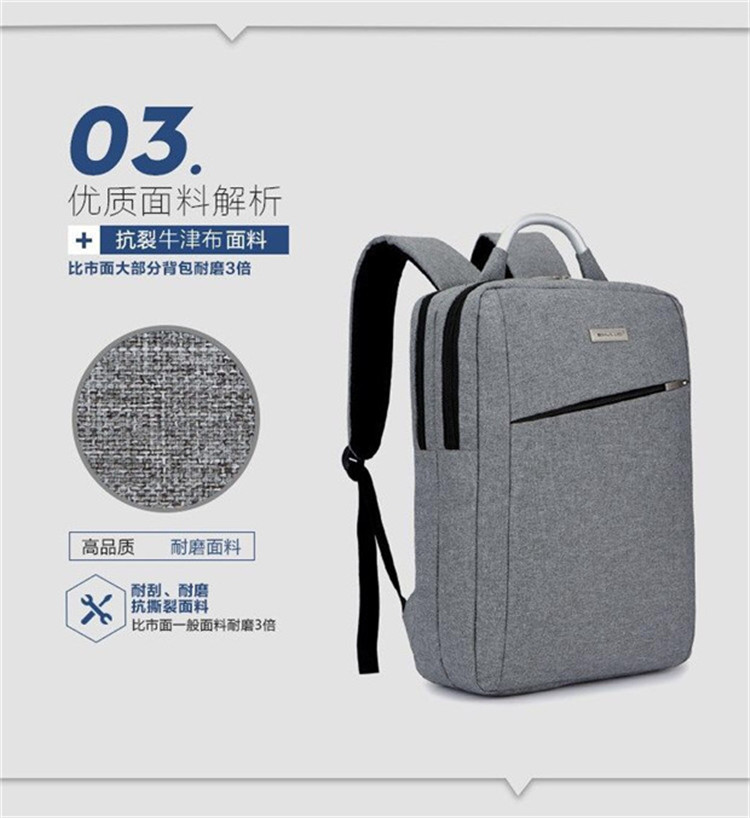 03.
优质面料解析
+ 抗裂牛津布面料
比市面大部分背包耐磨3倍
高品质 耐磨面料
耐刮、耐磨
抗撕裂面料
比市面一般面料耐磨3倍